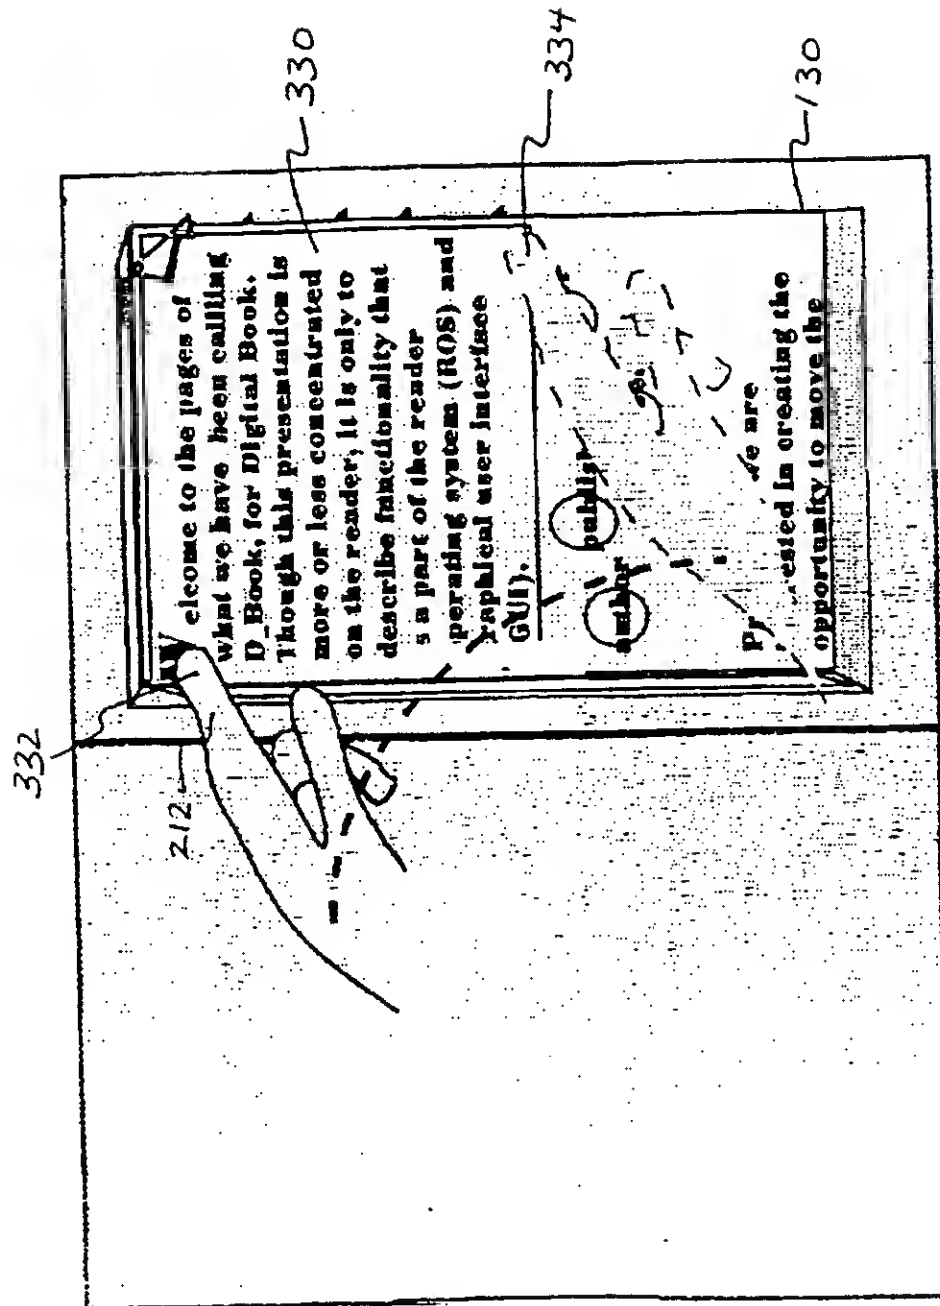 332
212
330
334
130
W elcome to the pages of
what we have been callling
D_Book, for Digital Book.
Though this presentation is
more or less concentrated
on the reader, it is only to
describe functionality that
s a part of the reader
perating system (ROS) and
raphical user interface
GUI).
author publish
we are
ested in creating the
opportunity to move the